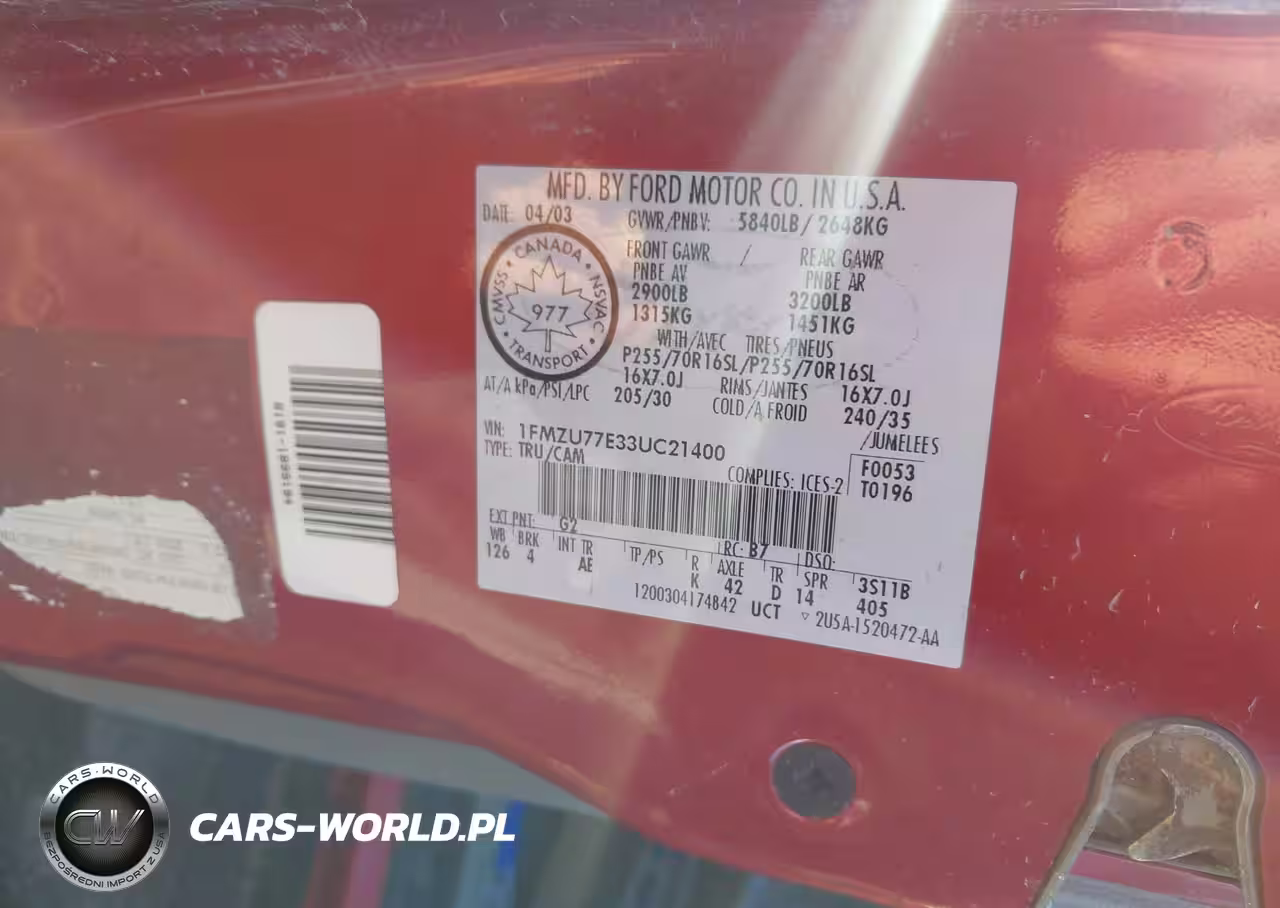 MFD. BY FORD MOTOR CO. IN U.S.A.
DATE: 04/03 GVWR/PNBV: 5840LB/2648KG
FRONT GAWR / REAR GAWR
PNBE AV PNBE AR
2900LB 3200LB
1315KG 1451KG
WITH/AVEC TIRES/PNEUS
P255/70R16SL/P255/70R16SL
16X7.0J RIMS/JANTES 16X7.0J
AT/A kPa/PSI/LPC 205/30 COLD/A FROID 240/35
CANADA • NSVAC • TRANSPORT • CMVSS
977
VIN: 1FMZU77E33UC21400 /JUMELEES
TYPE: TRU/CAM
COMPLIES: ICES-2 F0053
T0196
EXT PNT: G2 RC: B7 DSO:
WB BRK INT TR TP/PS R AXLE TR SPR 3S11B
126 4 AE K 42 D 14 405
1200304174842 UCT ▽ 2U5A-1520472-AA
CARS-WORLD
CW
BEZPOŚREDNI IMPORT Z USA
CARS-WORLD.PL